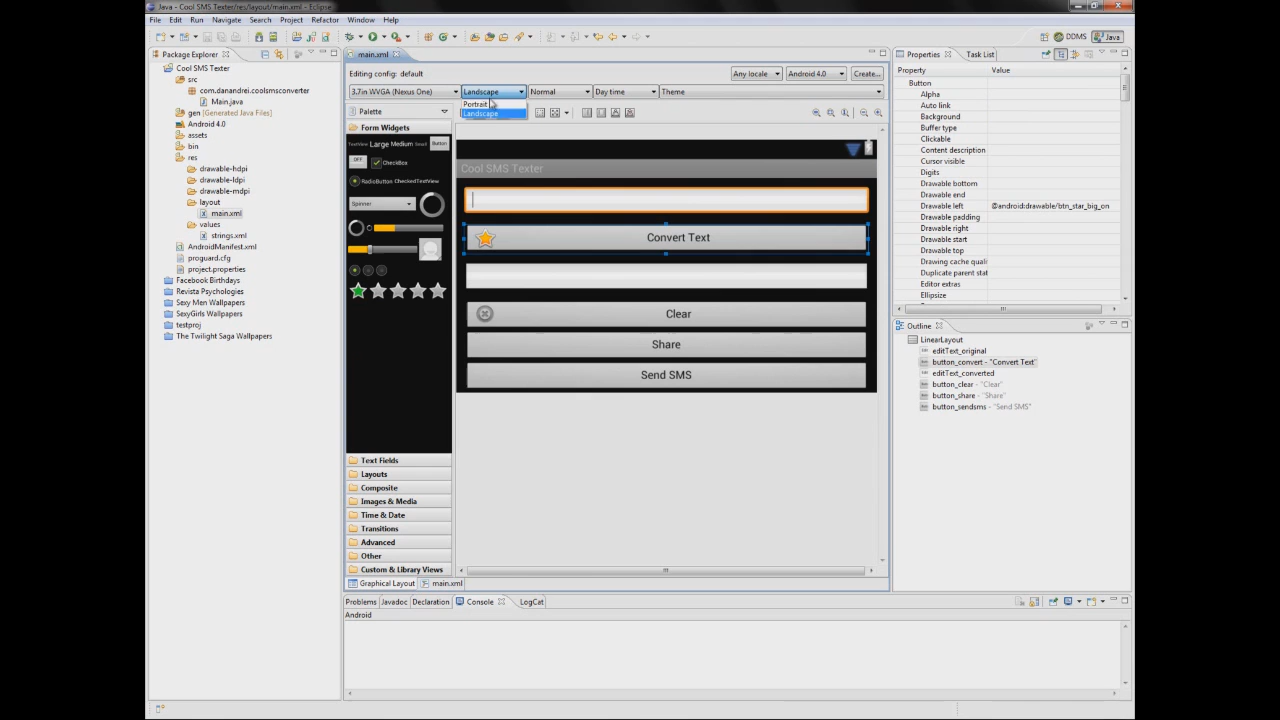 Java - Cool SMS Texter/res/layout/main.xml - Eclipse
File Edit Run Navigate Search Project Refactor Window Help
DDMS Java
Package Explorer
Cool SMS Texter
src
com.danandrei.coolsmsconverter
Main.java
gen [Generated Java Files]
Android 4.0
assets
bin
res
drawable-hdpi
drawable-ldpi
drawable-mdpi
layout
main.xml
values
strings.xml
AndroidManifest.xml
proguard.cfg
project.properties
Facebook Birthdays
Revista Psychologies
Sexy Men Wallpapers
SexyGirls Wallpapers
testproj
The Twilight Saga Wallpapers
main.xml
Editing config: default
Any locale Android 4.0 Create...
3.7in WVGA (Nexus One) Landscape Normal Day time Theme
Portrait
Landscape
Palette
Form Widgets
TextView Large Medium Small Button
OFF CheckBox
RadioButton CheckedTextView
Spinner
Text Fields
Layouts
Composite
Images & Media
Time & Date
Transitions
Advanced
Other
Custom & Library Views
Cool SMS Texter
Convert Text
Clear
Share
Send SMS
Graphical Layout main.xml
Properties Task List
Property Value
Button
Alpha
Auto link
Background
Buffer type
Clickable
Content description
Cursor visible
Digits
Drawable bottom
Drawable end
Drawable left @android:drawable/btn_star_big_on
Drawable padding
Drawable right
Drawable start
Drawable top
Drawing cache quali
Duplicate parent stat
Editor extras
Ellipsize
Outline
LinearLayout
editText_original
button_convert - "Convert Text"
editText_converted
button_clear - "Clear"
button_share - "Share"
button_sendsms - "Send SMS"
Problems Javadoc Declaration Console LogCat
Android